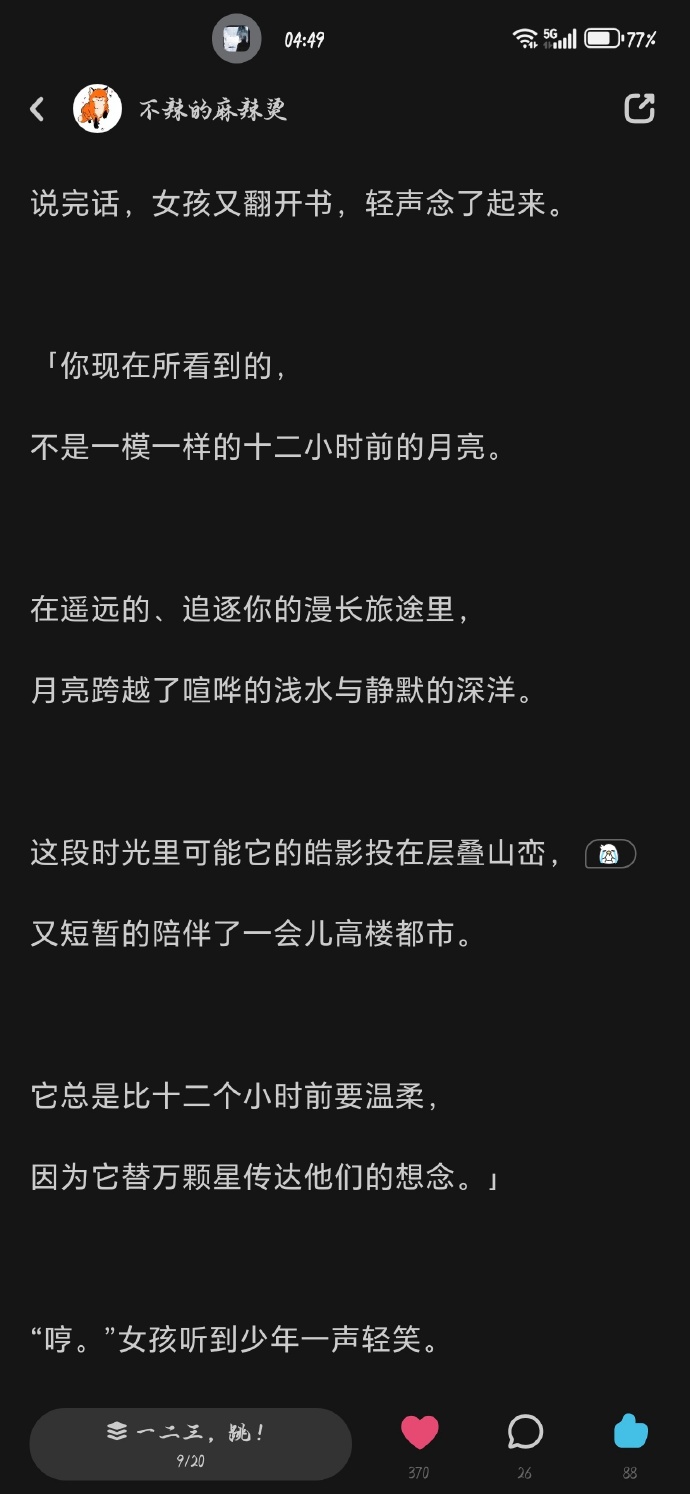 04:49
5G
77%
不辣的麻辣烫
说完话，女孩又翻开书，轻声念了起来。
「你现在所看到的，
不是一模一样的十二小时前的月亮。
在遥远的、追逐你的漫长旅途里，
月亮跨越了喧哗的浅水与静默的深洋。
这段时光里可能它的皓影投在层叠山峦，
又短暂的陪伴了一会儿高楼都市。
它总是比十二个小时前要温柔，
因为它替万颗星传达他们的想念。」
“哼。”女孩听到少年一声轻笑。
一二三，跳！
9/20
370
26
88